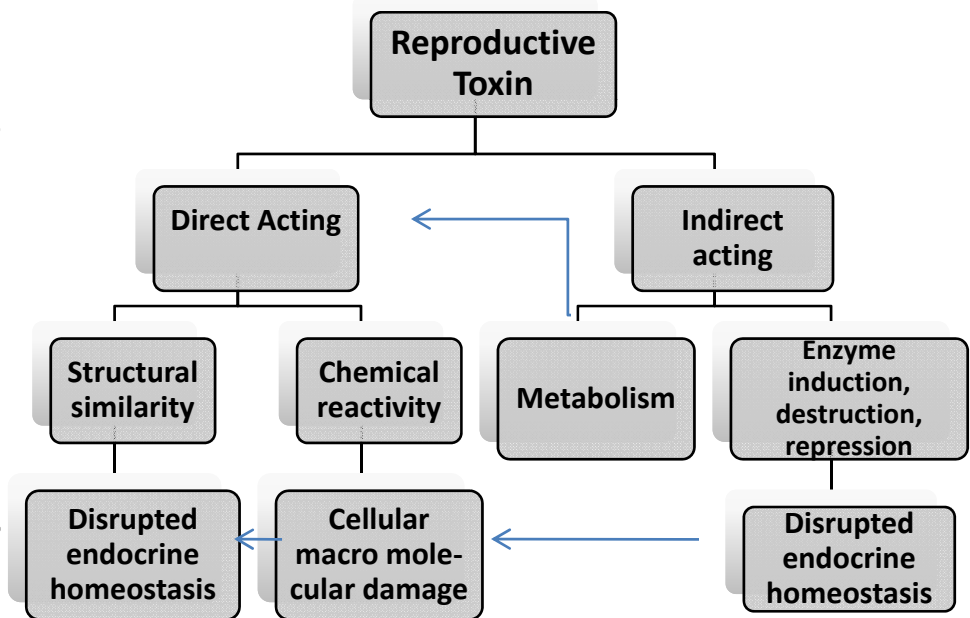 Reproductive
Toxin
Direct Acting
Indirect
acting
Structural
similarity
Chemical
reactivity
Metabolism
Enzyme
induction,
destruction,
repression
Disrupted
endocrine
homeostasis
Cellular
macro mole-
cular damage
Disrupted
endocrine
homeostasis